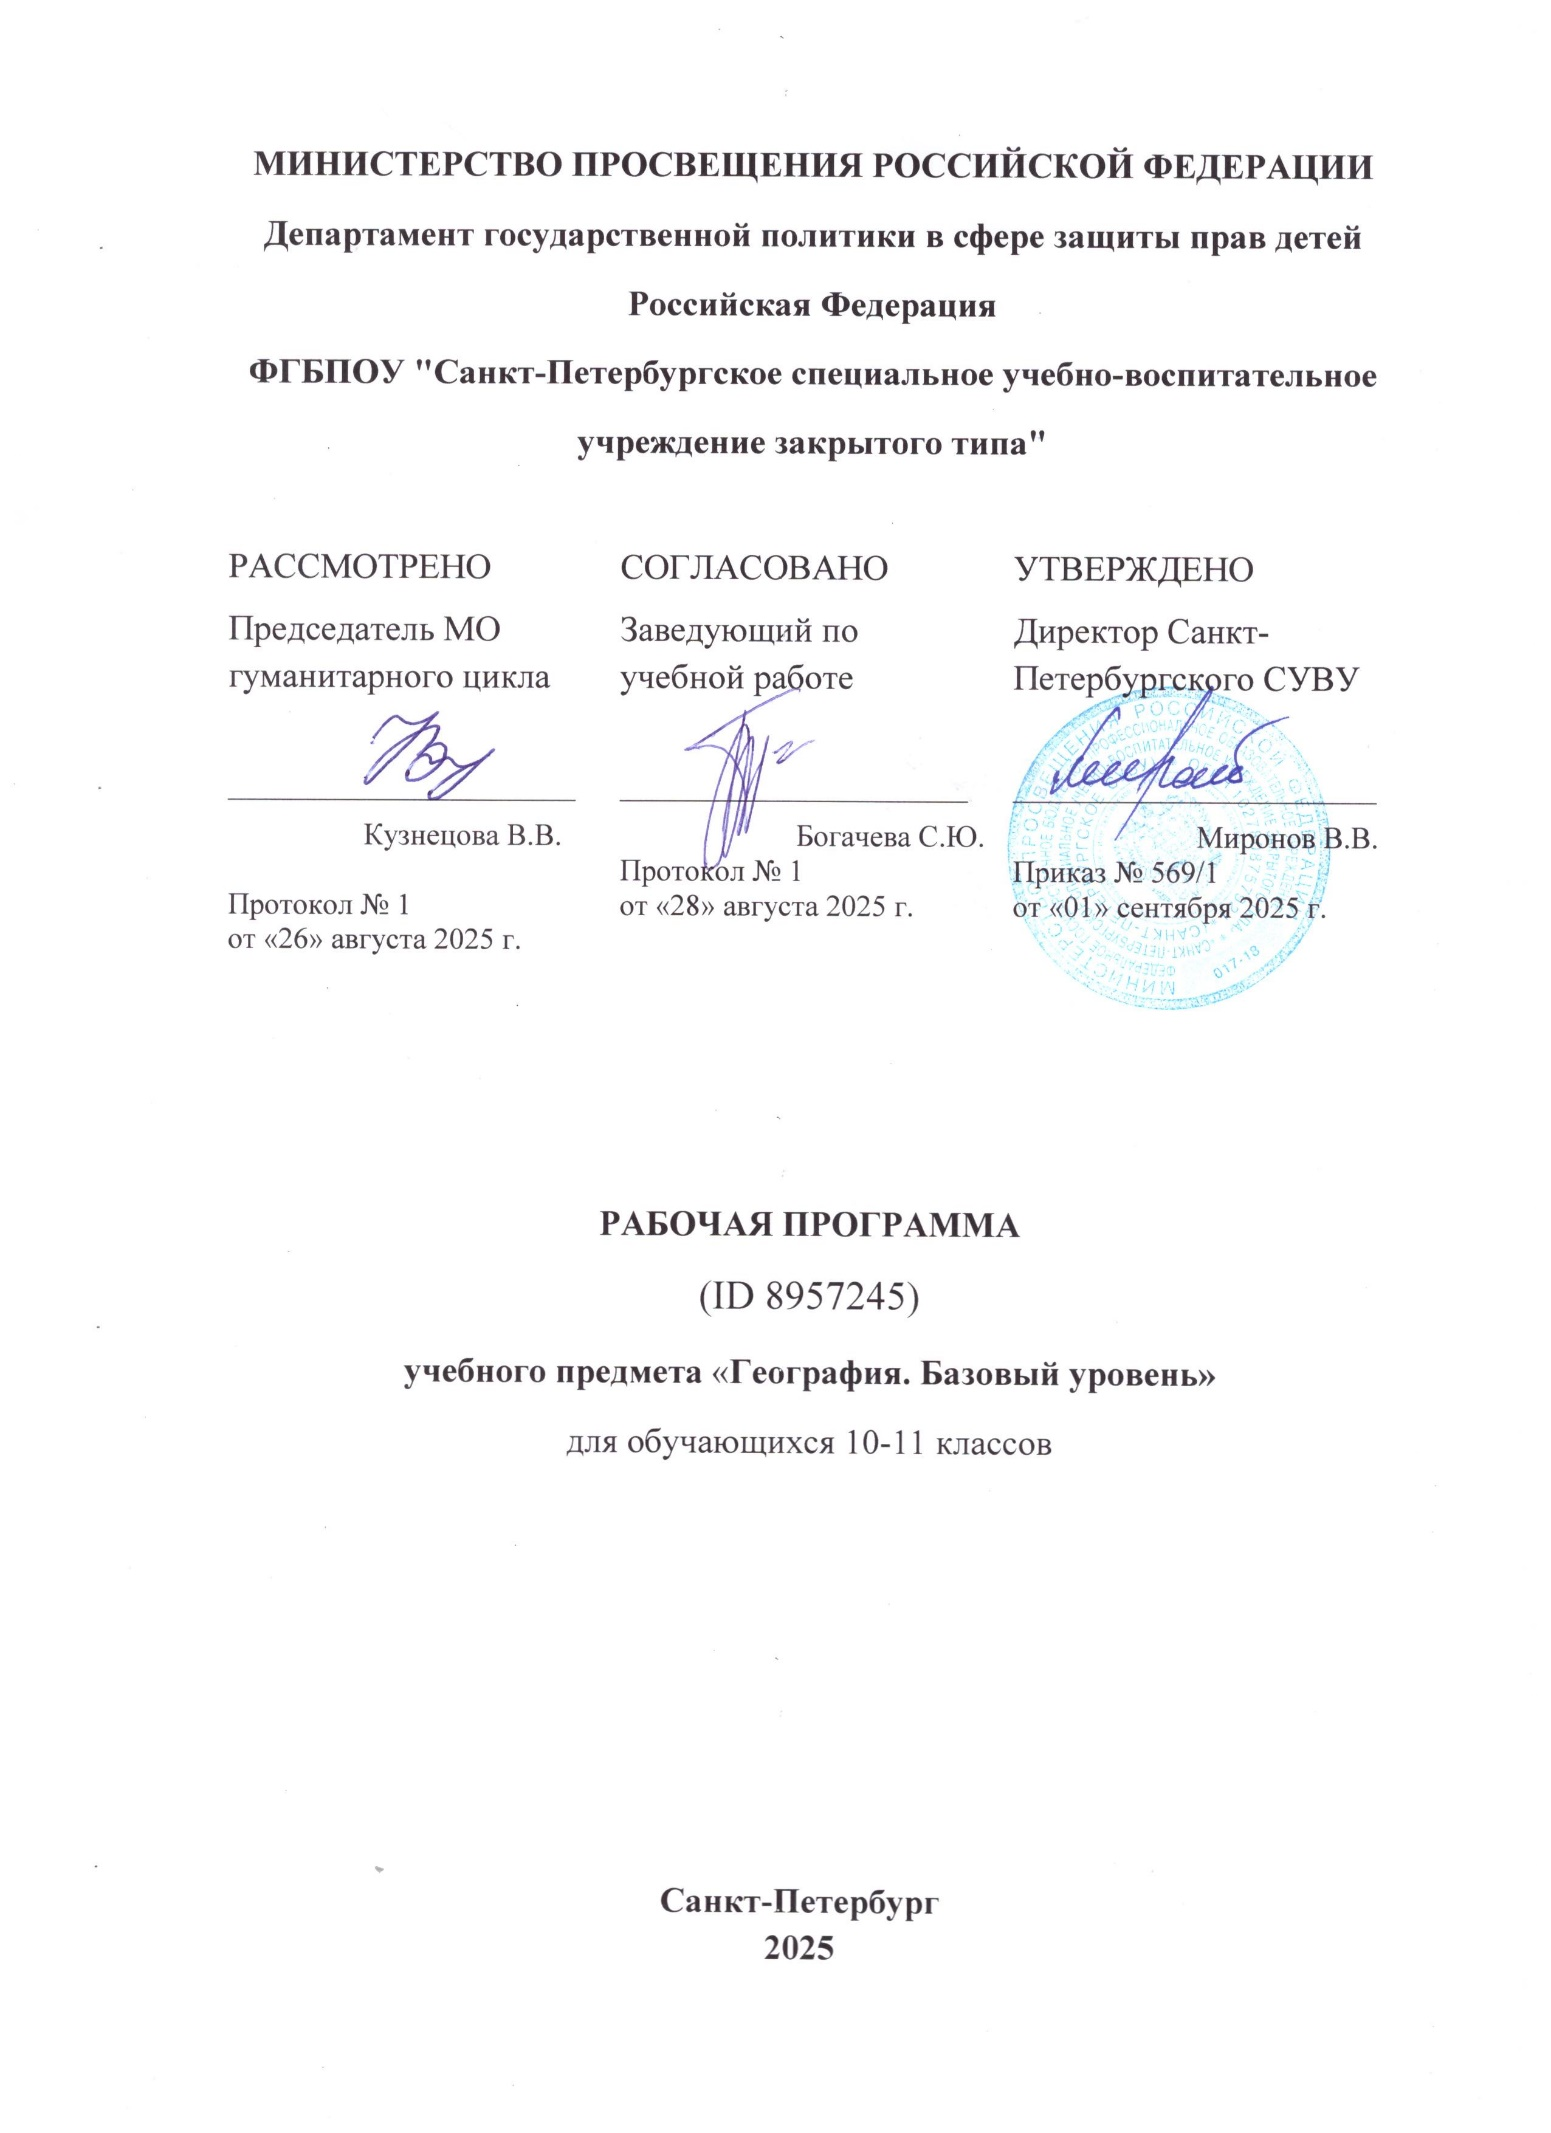 МИНИСТЕРСТВО ПРОСВЕЩЕНИЯ РОССИЙСКОЙ ФЕДЕРАЦИИ
Департамент государственной политики в сфере защиты прав детей
Российская Федерация
ФГБПОУ "Санкт-Петербургское специальное учебно-воспитательное
учреждение закрытого типа"
РАССМОТРЕНО
Председатель МО
гуманитарного цикла
Кузнецова В.В.
Протокол № 1
от «26» августа 2025 г.
СОГЛАСОВАНО
Заведующий по
учебной работе
Богачева С.Ю.
Протокол № 1
от «28» августа 2025 г.
УТВЕРЖДЕНО
Директор Санкт-
Петербургского СУВУ
Миронов В.В.
Приказ № 569/1
от «01» сентября 2025 г.
017-18
РАБОЧАЯ ПРОГРАММА
(ID 8957245)
учебного предмета «География. Базовый уровень»
для обучающихся 10-11 классов
Санкт-Петербург
2025